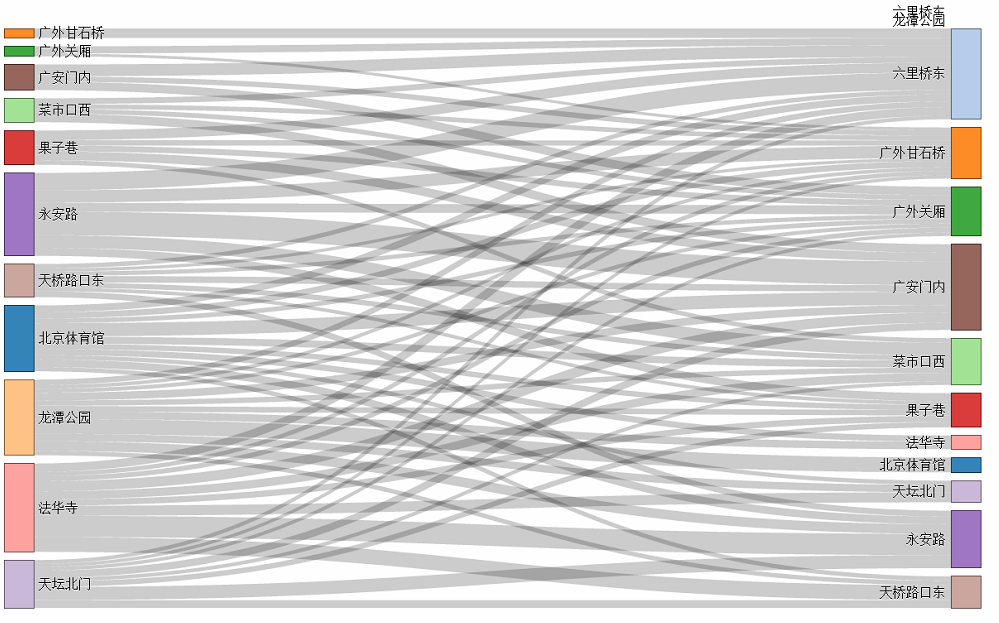 广外甘石桥
广外关厢
广安门内
菜市口西
果子巷
永安路
天桥路口东
北京体育馆
龙潭公园
法华寺
天坛北门
六里桥东
龙潭公园
六里桥东
广外甘石桥
广外关厢
广安门内
菜市口西
果子巷
法华寺
北京体育馆
天坛北门
永安路
天桥路口东